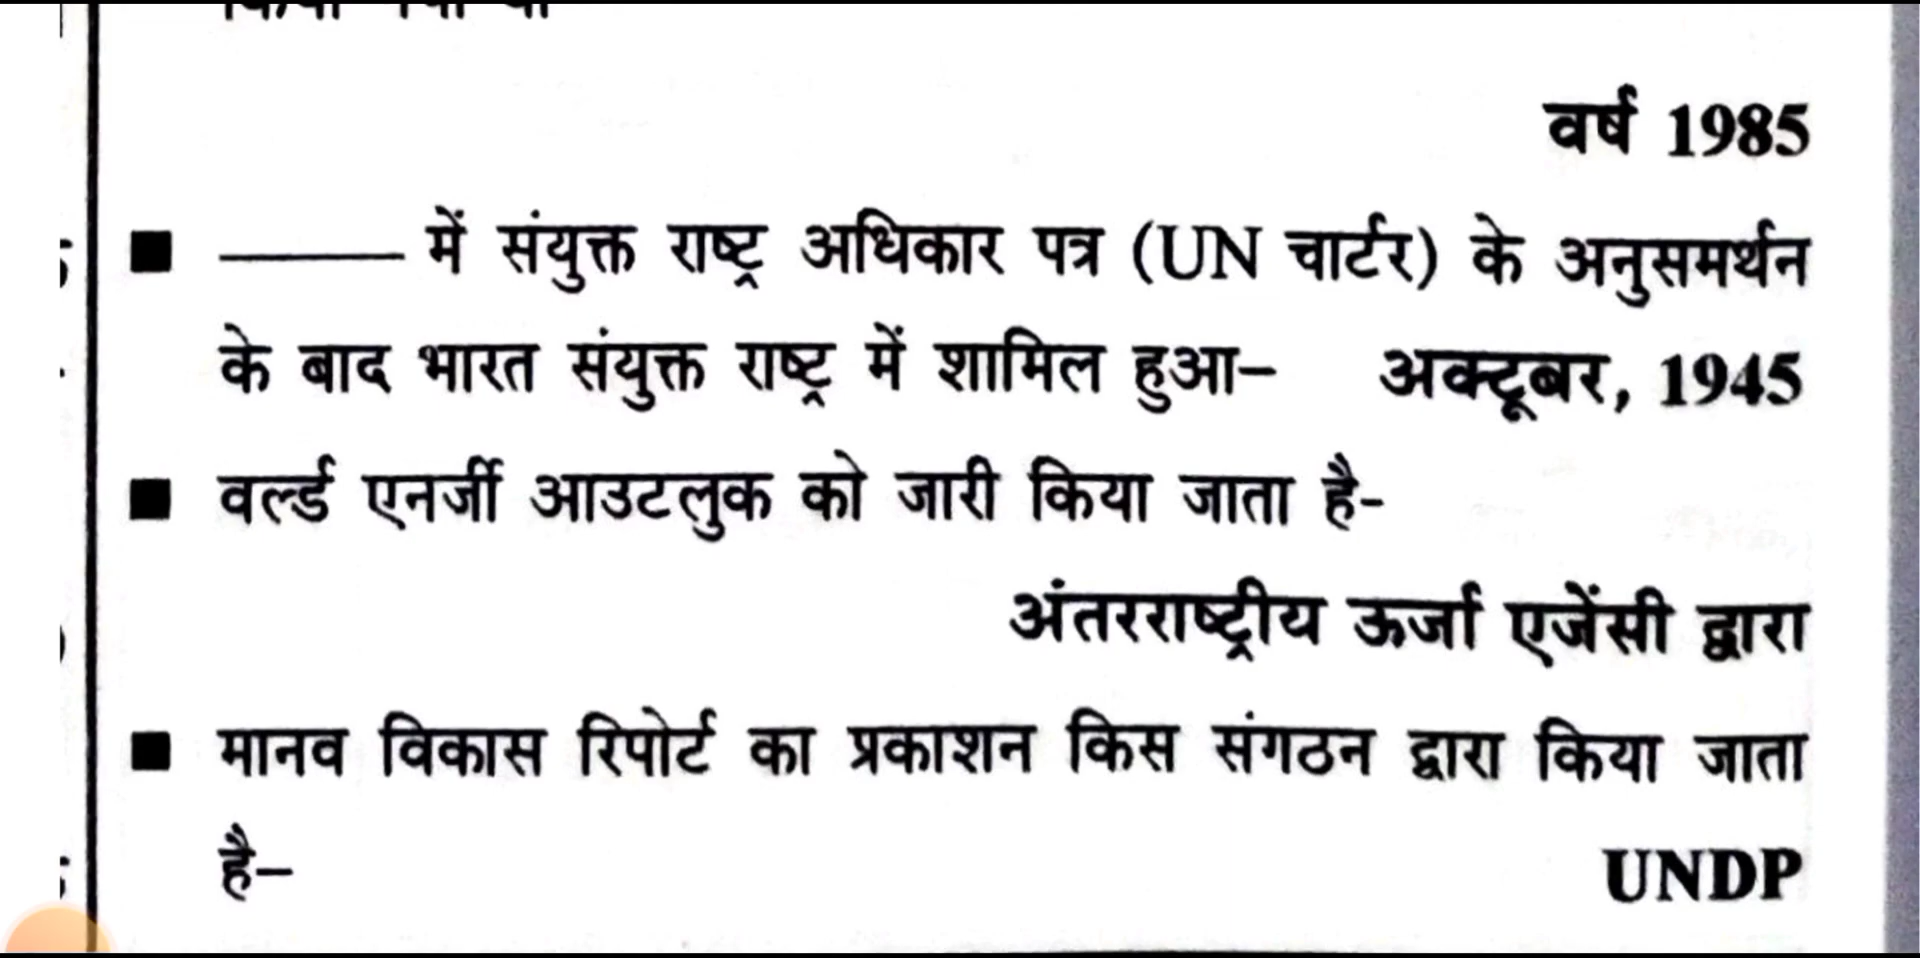 वर्ष 1985
■ ______ में संयुक्त राष्ट्र अधिकार पत्र (UN चार्टर) के अनुसमर्थन
के बाद भारत संयुक्त राष्ट्र में शामिल हुआ– अक्टूबर, 1945
■ वर्ल्ड एनर्जी आउटलुक को जारी किया जाता है-
अंतरराष्ट्रीय ऊर्जा एजेंसी द्वारा
■ मानव विकास रिपोर्ट का प्रकाशन किस संगठन द्वारा किया जाता
है– UNDP